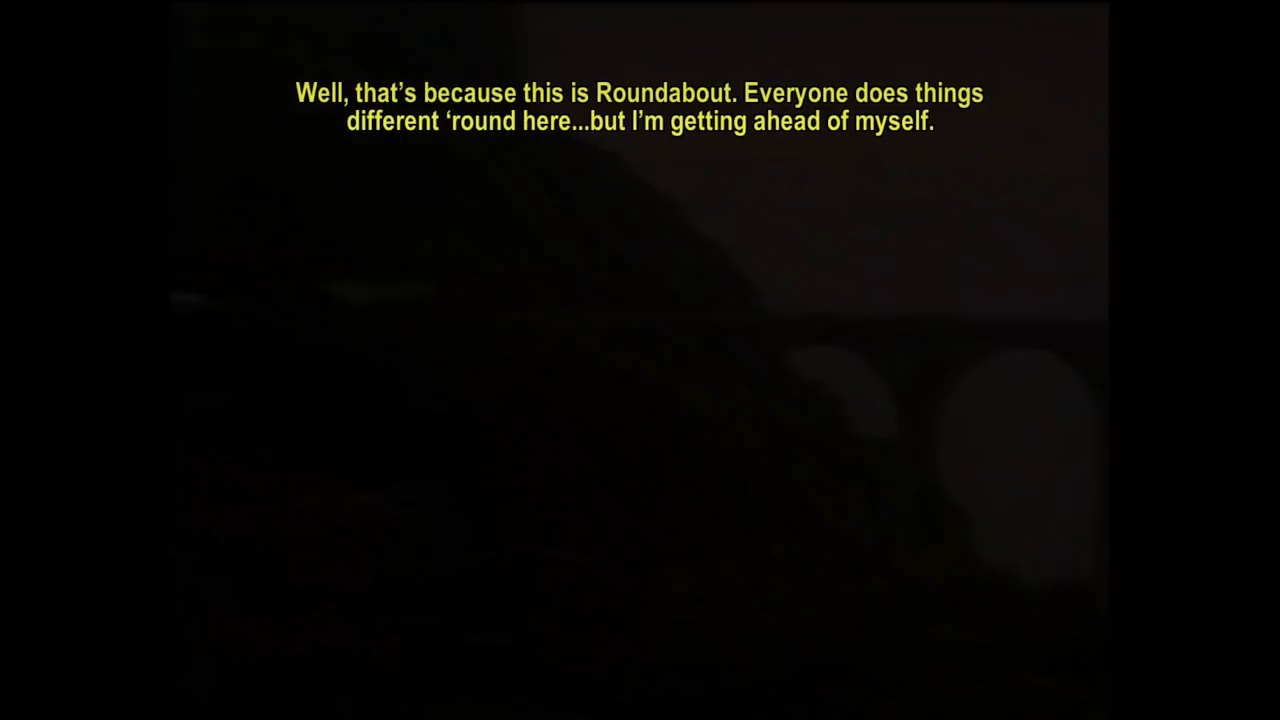 Well, that’s because this is Roundabout. Everyone does things
different ‘round here...but I’m getting ahead of myself.